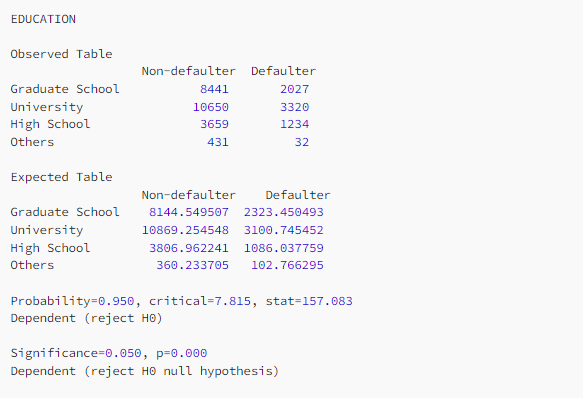 EDUCATION
Observed Table
Non-defaulter Defaulter
Graduate School 8441 2027
University 10650 3320
High School 3659 1234
Others 431 32
Expected Table
Non-defaulter Defaulter
Graduate School 8144.549507 2323.450493
University 10869.254548 3100.745452
High School 3806.962241 1086.037759
Others 360.233705 102.766295
Probability=0.950, critical=7.815, stat=157.083
Dependent (reject H0)
Significance=0.050, p=0.000
Dependent (reject H0 null hypothesis)